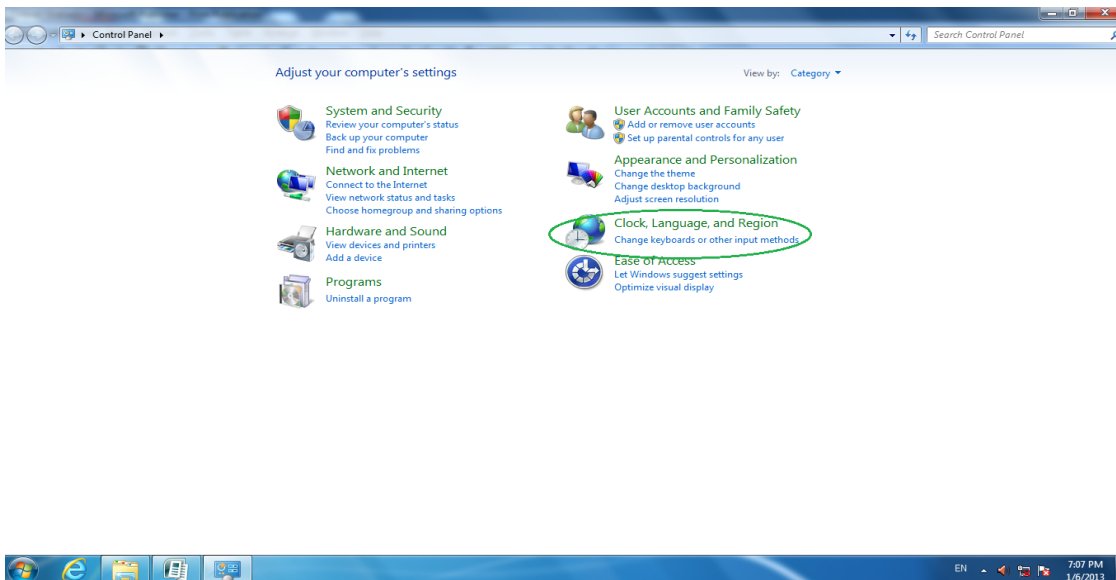 Control Panel
Search Control Panel
Adjust your computer's settings
View by: Category
System and Security
Review your computer's status
Back up your computer
Find and fix problems
Network and Internet
Connect to the Internet
View network status and tasks
Choose homegroup and sharing options
Hardware and Sound
View devices and printers
Add a device
Programs
Uninstall a program
User Accounts and Family Safety
Add or remove user accounts
Set up parental controls for any user
Appearance and Personalization
Change the theme
Change desktop background
Adjust screen resolution
Clock, Language, and Region
Change keyboards or other input methods
Ease of Access
Let Windows suggest settings
Optimize visual display
EN
7:07 PM
1/6/2013